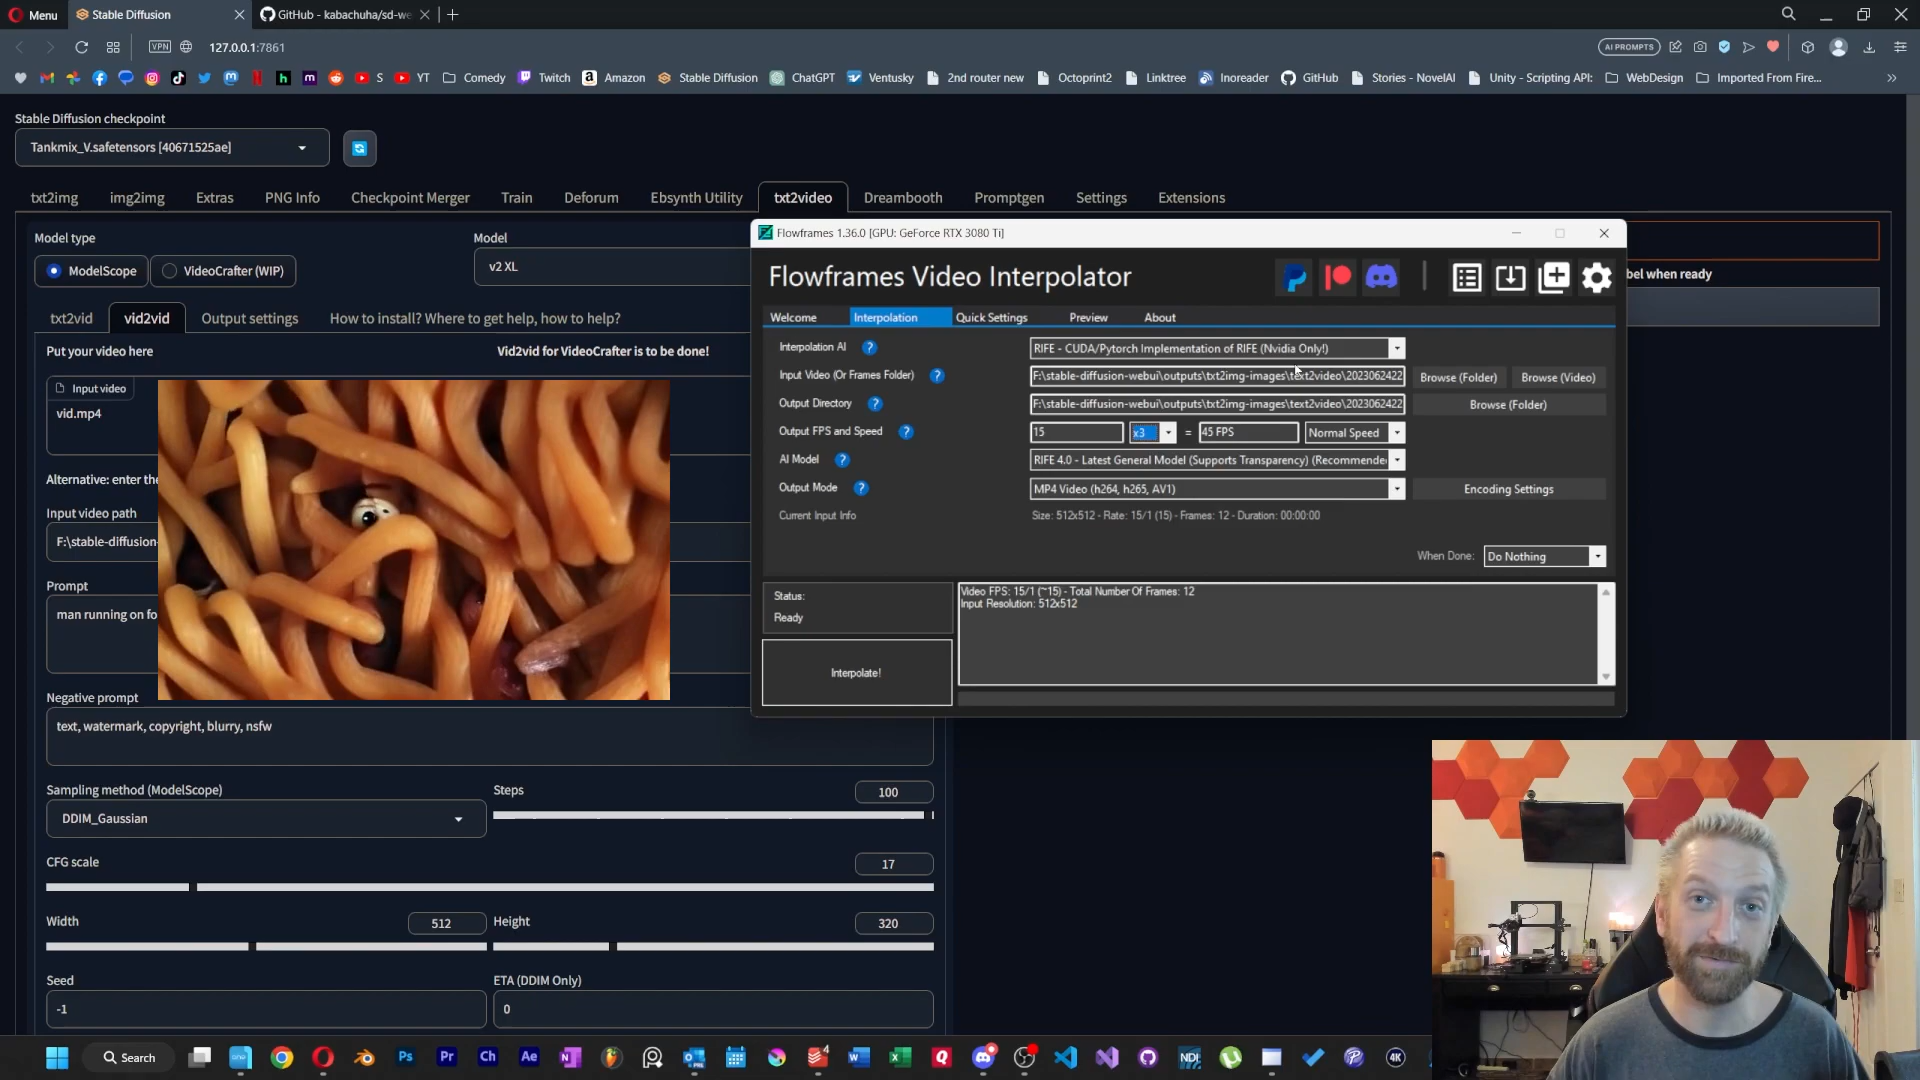 Menu
Stable Diffusion
GitHub - kabachuha/sd-we
VPN
127.0.0.1:7861
AI PROMPTS
S
YT
Comedy
Twitch
Amazon
Stable Diffusion
ChatGPT
Ventusky
2nd router new
Octoprint2
Linktree
Inoreader
GitHub
Stories - NovelAI
Unity - Scripting API:
WebDesign
Imported From Fire...
Stable Diffusion checkpoint
Tankmix_V.safetensors [40671525ae]
txt2img
img2img
Extras
PNG Info
Checkpoint Merger
Train
Deforum
Ebsynth Utility
txt2video
Dreambooth
Promptgen
Settings
Extensions
Model type
ModelScope
VideoCrafter (WIP)
Model
v2 XL
bel when ready
txt2vid
vid2vid
Output settings
How to install? Where to get help, how to help?
Put your video here
Vid2vid for VideoCrafter is to be done!
Input video
vid.mp4
Alternative: enter the
Input video path
F:\stable-diffusion
Prompt
man running on fo
Negative prompt
text, watermark, copyright, blurry, nsfw
Sampling method (ModelScope)
DDIM_Gaussian
Steps
100
CFG scale
17
Width
512
Height
320
Seed
-1
ETA (DDIM Only)
0
Flowframes 1.36.0 [GPU: GeForce RTX 3080 Ti]
Flowframes Video Interpolator
Welcome
Interpolation
Quick Settings
Preview
About
Interpolation AI
?
RIFE - CUDA/Pytorch Implementation of RIFE (Nvidia Only!)
Input Video (Or Frames Folder)
?
F:\stable-diffusion-webui\outputs\txt2img-images\text2video\2023062422
Browse (Folder)
Browse (Video)
Output Directory
?
F:\stable-diffusion-webui\outputs\txt2img-images\text2video\2023062422
Browse (Folder)
Output FPS and Speed
?
15
x3
=
45 FPS
Normal Speed
AI Model
?
RIFE 4.0 - Latest General Model (Supports Transparency) (Recommende
Output Mode
?
MP4 Video (h264, h265, AV1)
Encoding Settings
Current Input Info
Size: 512x512 - Rate: 15/1 (15) - Frames: 12 - Duration: 00:00:00
When Done:
Do Nothing
Status:
Ready
Interpolate!
Video FPS: 15/1 (~15) - Total Number Of Frames: 12
Input Resolution: 512x512
Search
Ps
Pr
Ch
Ae
N
4
W
X
Q
NDI
4K